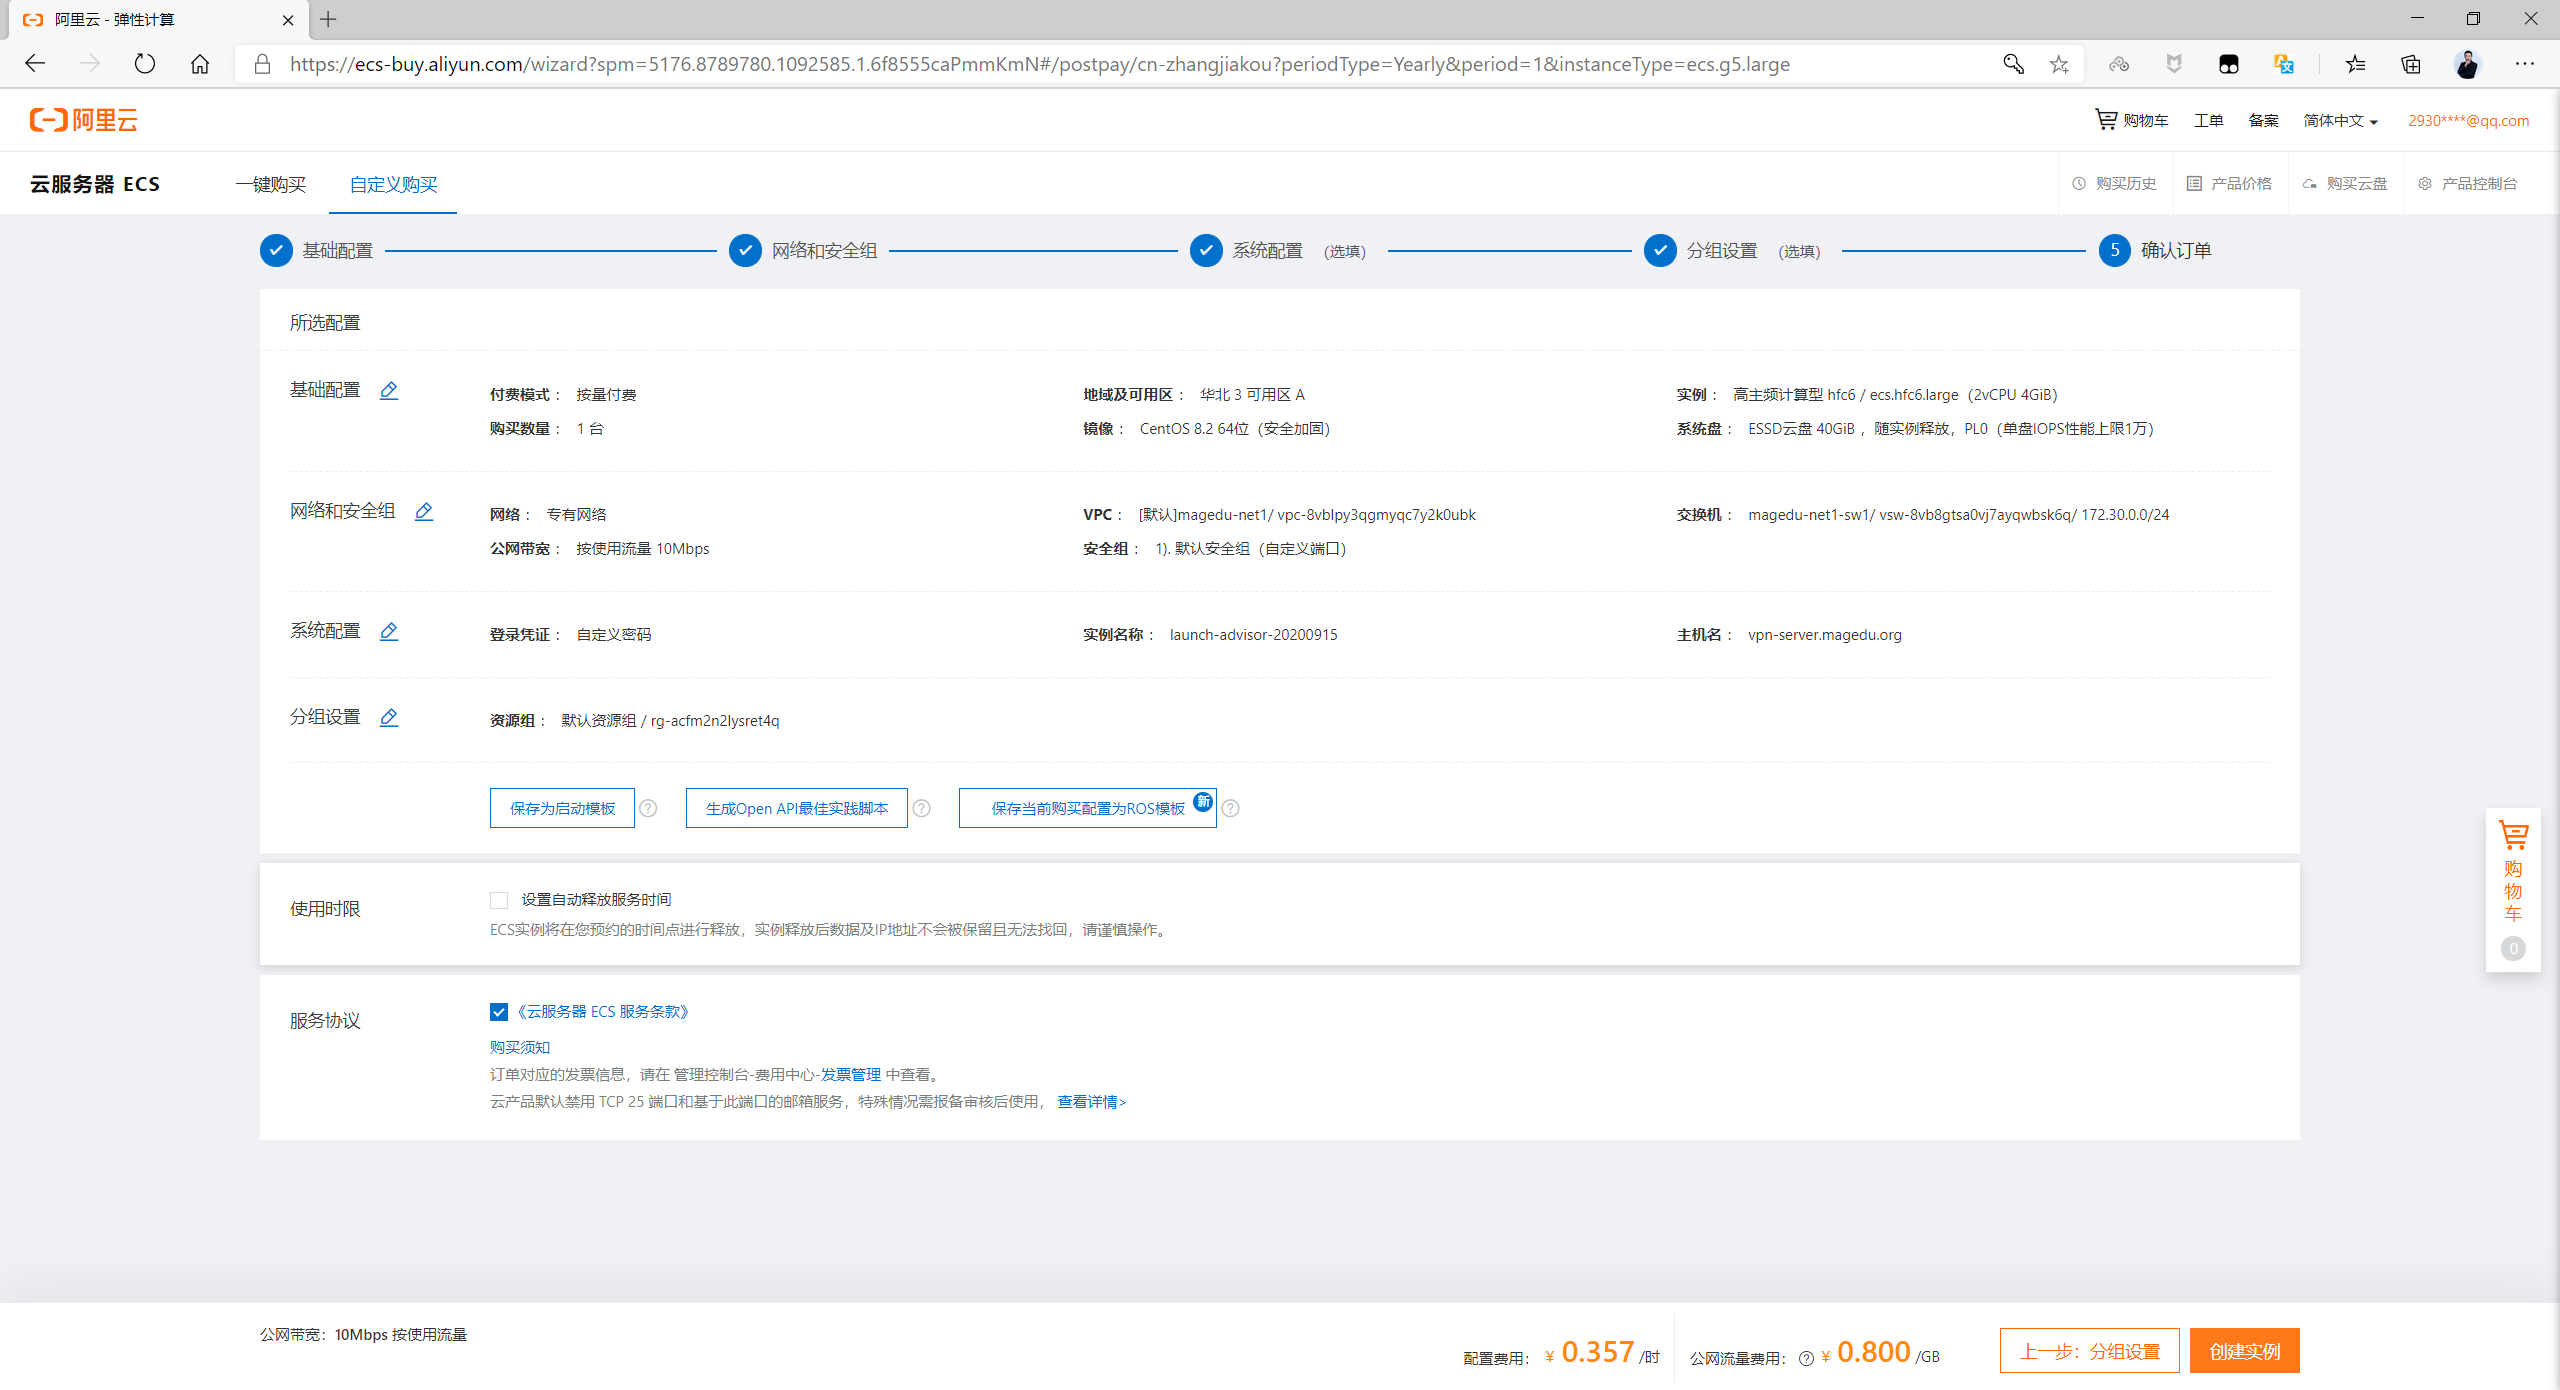 阿里云 - 弹性计算
https://ecs-buy.aliyun.com/wizard?spm=5176.8789780.1092585.1.6f8555caPmmKmN#/postpay/cn-zhangjiakou?periodType=Yearly&period=1&instanceType=ecs.g5.large
阿里云
购物车 工单 备案 简体中文 2930****@qq.com
云服务器 ECS 一键购买 自定义购买 购买历史 产品价格 购买云盘 产品控制台
基础配置 网络和安全组 系统配置 (选填) 分组设置 (选填) 5 确认订单
所选配置
基础配置 付费模式： 按量付费 地域及可用区： 华北 3 可用区 A 实例： 高主频计算型 hfc6 / ecs.hfc6.large（2vCPU 4GiB）
购买数量： 1 台 镜像： CentOS 8.2 64位（安全加固） 系统盘： ESSD云盘 40GiB ，随实例释放，PL0（单盘IOPS性能上限1万）
网络和安全组 网络： 专有网络 VPC： [默认]magedu-net1/ vpc-8vblpy3qgmyqc7y2k0ubk 交换机： magedu-net1-sw1/ vsw-8vb8gtsa0vj7ayqwbsk6q/ 172.30.0.0/24
公网带宽： 按使用流量 10Mbps 安全组： 1). 默认安全组（自定义端口）
系统配置 登录凭证： 自定义密码 实例名称： launch-advisor-20200915 主机名： vpn-server.magedu.org
分组设置 资源组： 默认资源组 / rg-acfm2n2lysret4q
保存为启动模板 ? 生成Open API最佳实践脚本 ? 保存当前购买配置为ROS模板 新 ?
使用时限 设置自动释放服务时间
ECS实例将在您预约的时间点进行释放，实例释放后数据及IP地址不会被保留且无法找回，请谨慎操作。
服务协议 《云服务器 ECS 服务条款》
购买须知
订单对应的发票信息，请在 管理控制台-费用中心-发票管理 中查看。
云产品默认禁用 TCP 25 端口和基于此端口的邮箱服务，特殊情况需报备审核后使用， 查看详情>
购
物
车
0
公网带宽：10Mbps 按使用流量
配置费用： ¥ 0.357 /时 公网流量费用： ? ¥ 0.800 /GB 上一步：分组设置 创建实例